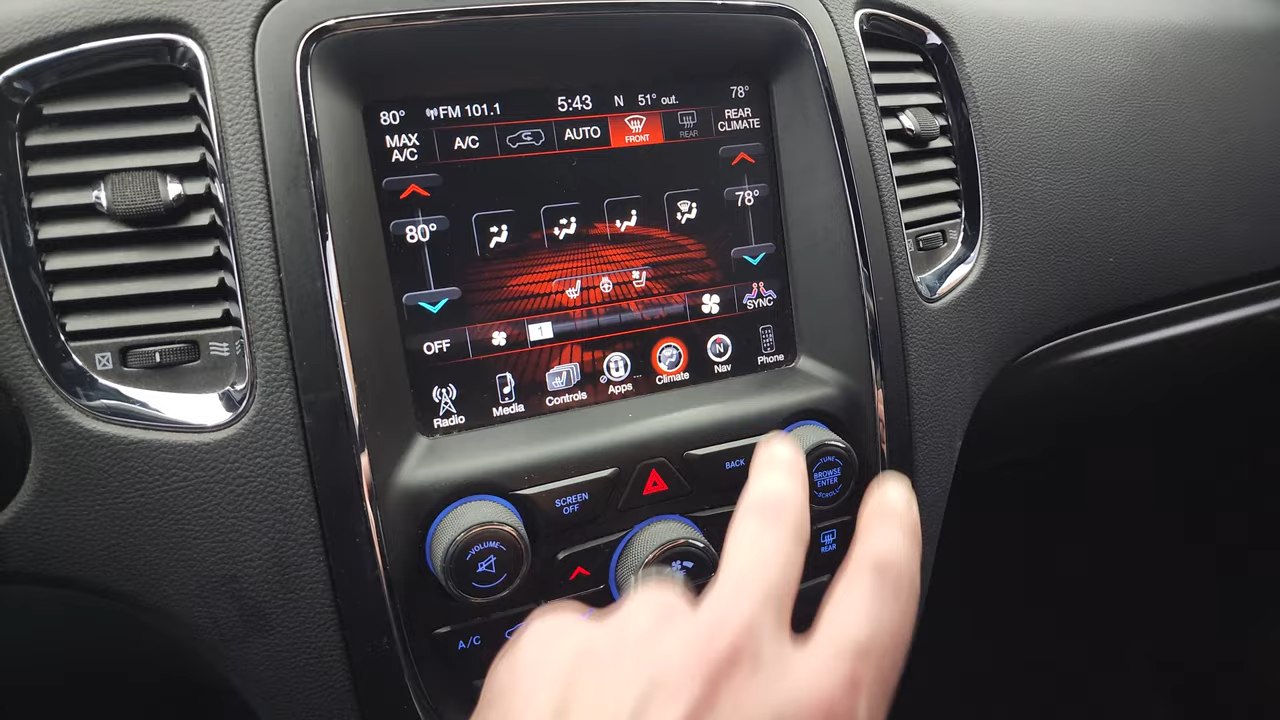 80° FM 101.1 5:43 N 51° out. 78°
MAX A/C A/C AUTO FRONT REAR REAR CLIMATE
80° 78°
OFF 1 SYNC
Radio Media Controls Apps Climate N Nav Phone
SCREEN OFF
BACK
TUNE
BROWSE
ENTER
SCROLL
VOLUME
REAR
A/C